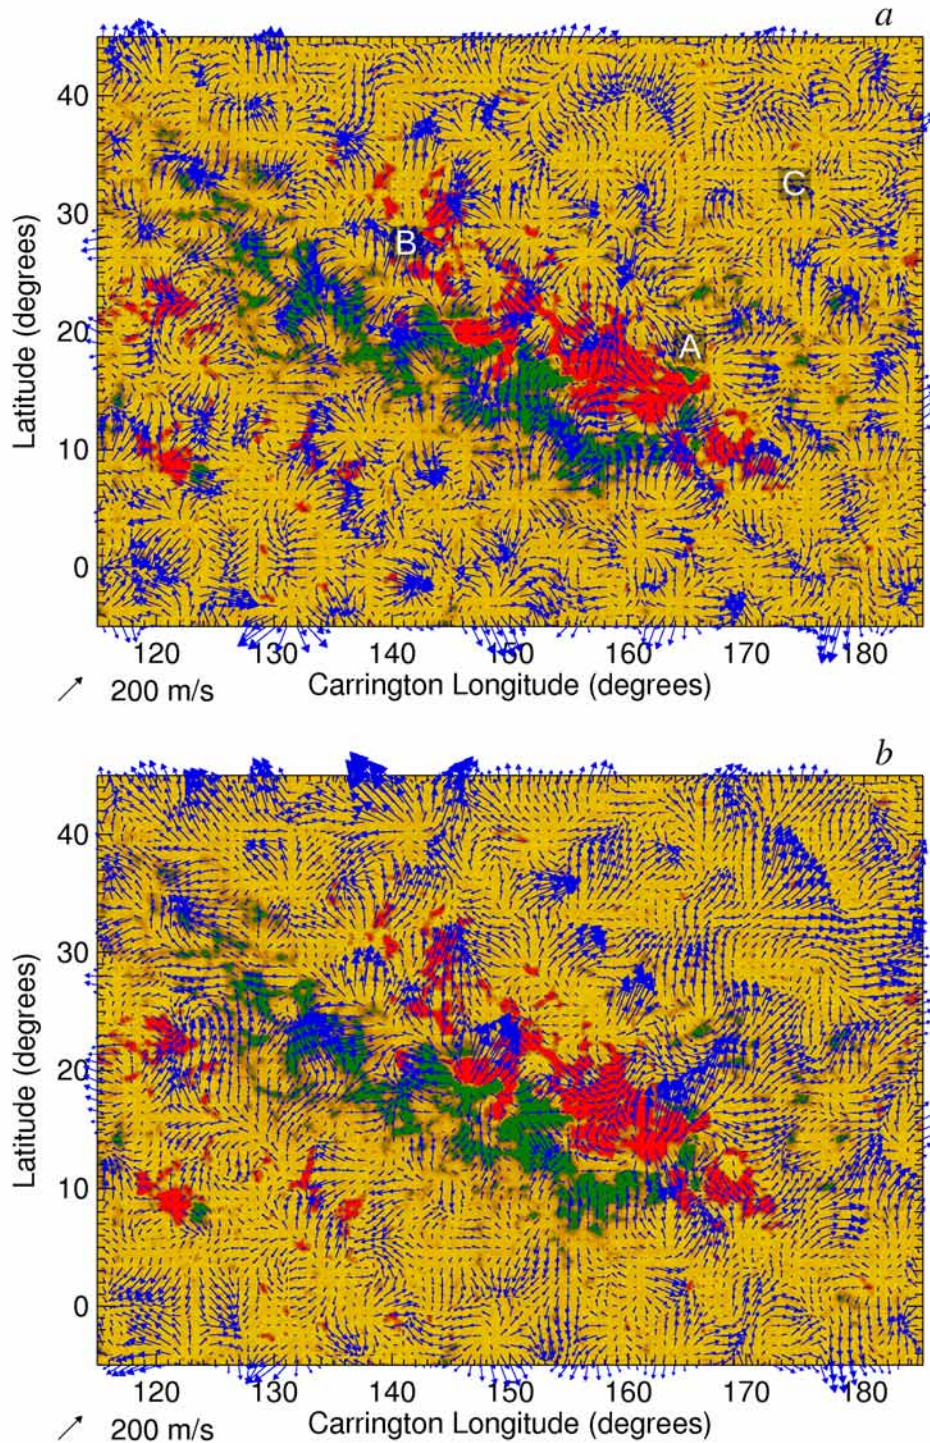 a
40
30
20
10
0
Latitude (degrees)
C
B
A
120 130 140 150 160 170 180
200 m/s Carrington Longitude (degrees)
b
40
30
20
10
0
Latitude (degrees)
120 130 140 150 160 170 180
200 m/s Carrington Longitude (degrees)